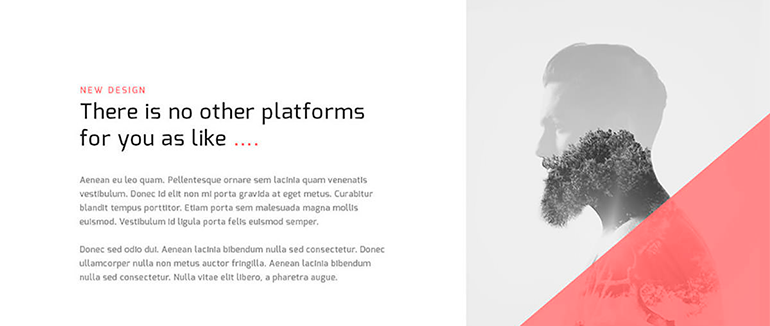 NEW DESIGN
There is no other platforms
for you as like ....
Aenean eu leo quam. Pellentesque ornare sem lacinia quam venenatis
vestibulum. Donec id elit non mi porta gravida at eget metus. Curabitur
blandit tempus porttitor. Etiam porta sem malesuada magna mollis
euismod. Vestibulum id ligula porta felis euismod semper.
Donec sed odio dui. Aenean lacinia bibendum nulla sed consectetur. Donec
ullamcorper nulla non metus auctor fringilla. Aenean lacinia bibendum
nulla sed consectetur. Nulla vitae elit libero, a pharetra augue.